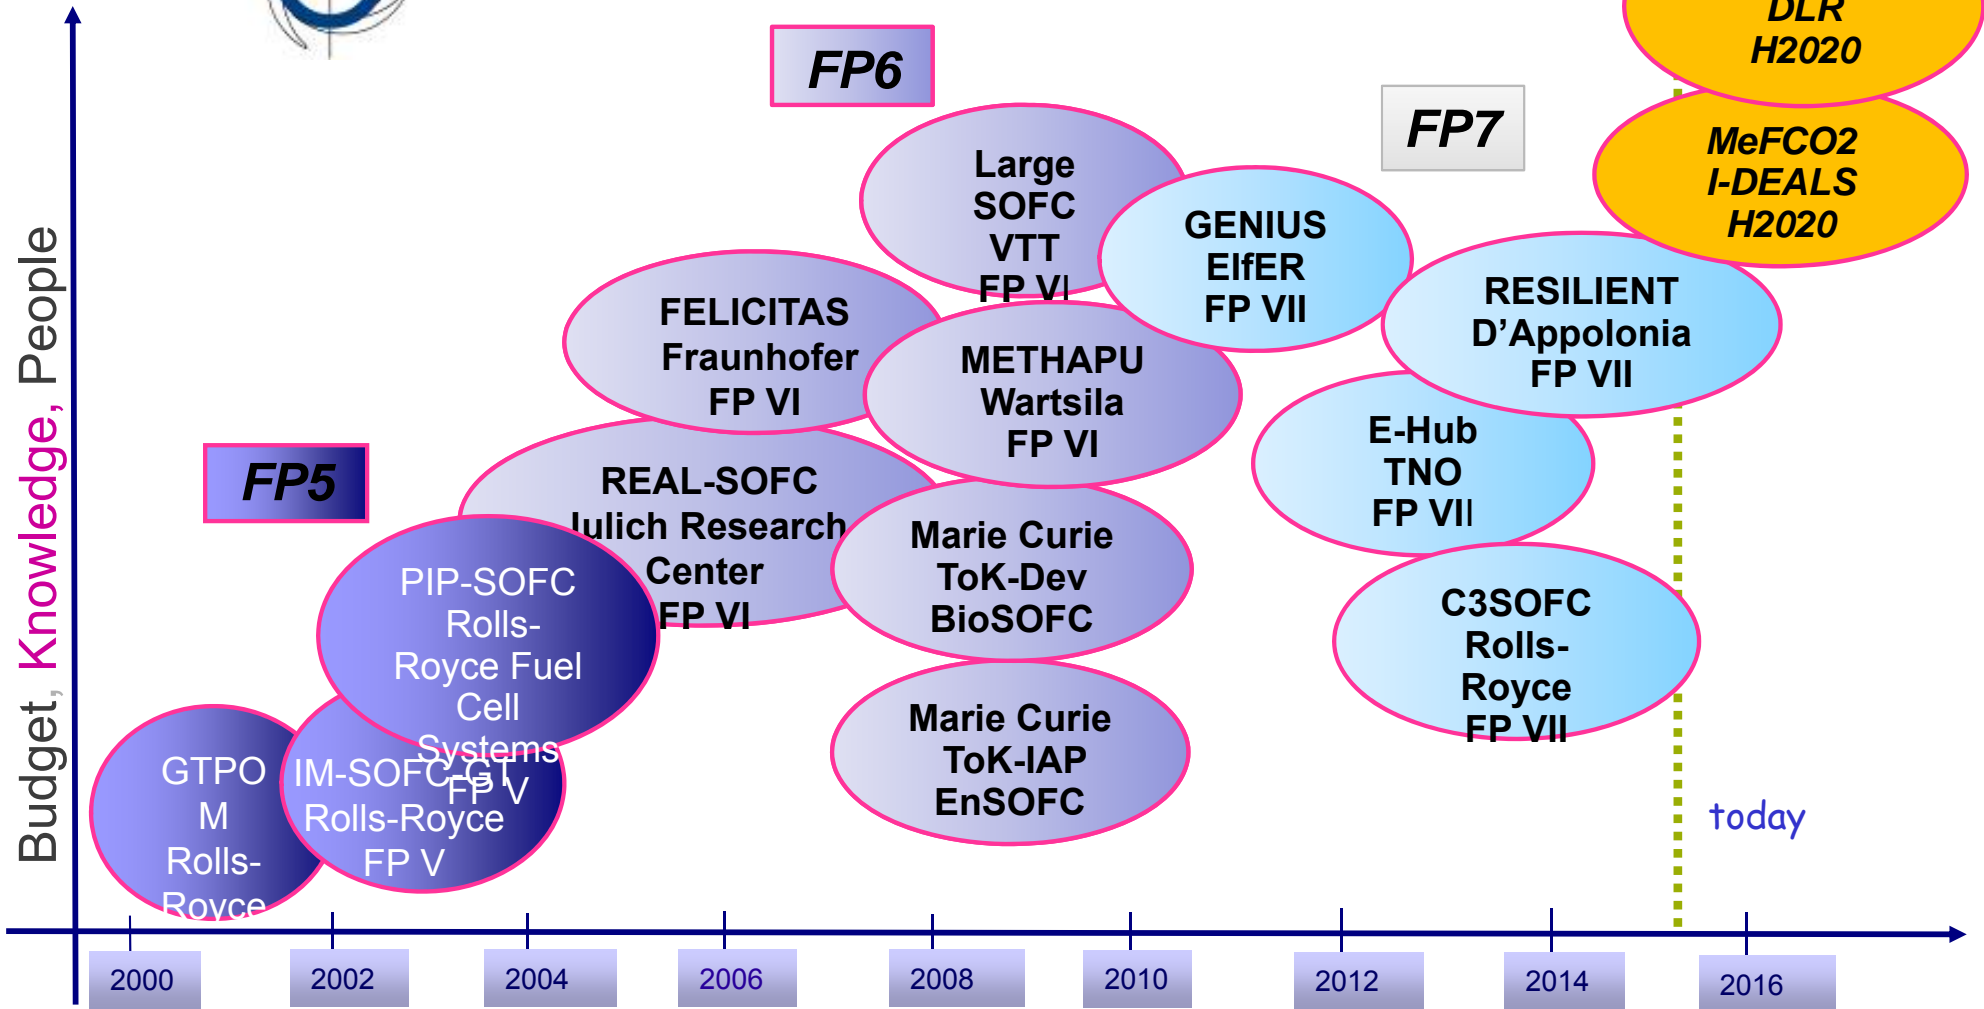 DLR
H2020
FP6
FP7
MeFCO2
I-DEALS
H2020
Large
SOFC
VTT
FP VI
GENIUS
EIfER
FP VII
RESILIENT
D’Appolonia
FP VII
FELICITAS
Fraunhofer
FP VI
METHAPU
Wartsila
FP VI
E-Hub
TNO
FP VII
FP5
REAL-SOFC
Julich Research
Center
FP VI
Marie Curie
ToK-Dev
BioSOFC
PIP-SOFC
Rolls-
Royce Fuel
Cell
Systems
FP V
C3SOFC
Rolls-
Royce
FP VII
Marie Curie
ToK-IAP
EnSOFC
GTPO
M
Rolls-
Royce
IM-SOFC-GT
Rolls-Royce
FP V
today
Budget, Knowledge, People
2000
2002
2004
2006
2008
2010
2012
2014
2016